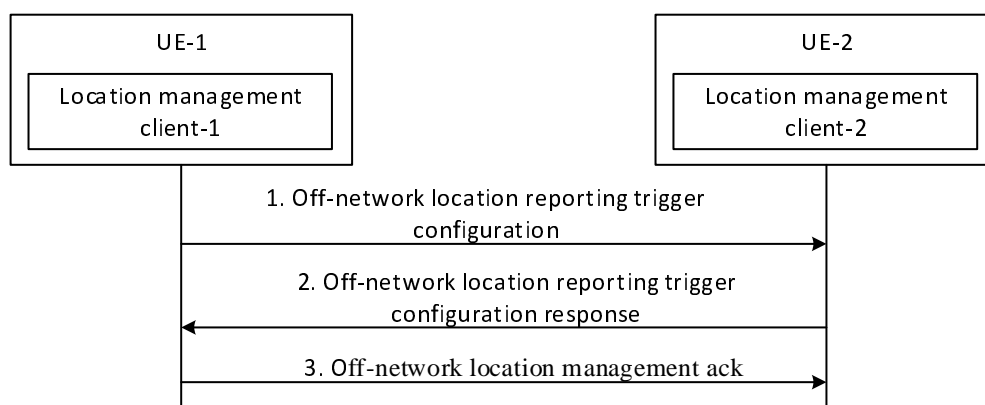 UE-1
UE-2
Location management
client-1
Location management
client-2
1. Off-network location reporting trigger
configuration
2. Off-network location reporting trigger
configuration response
3. Off-network location management ack